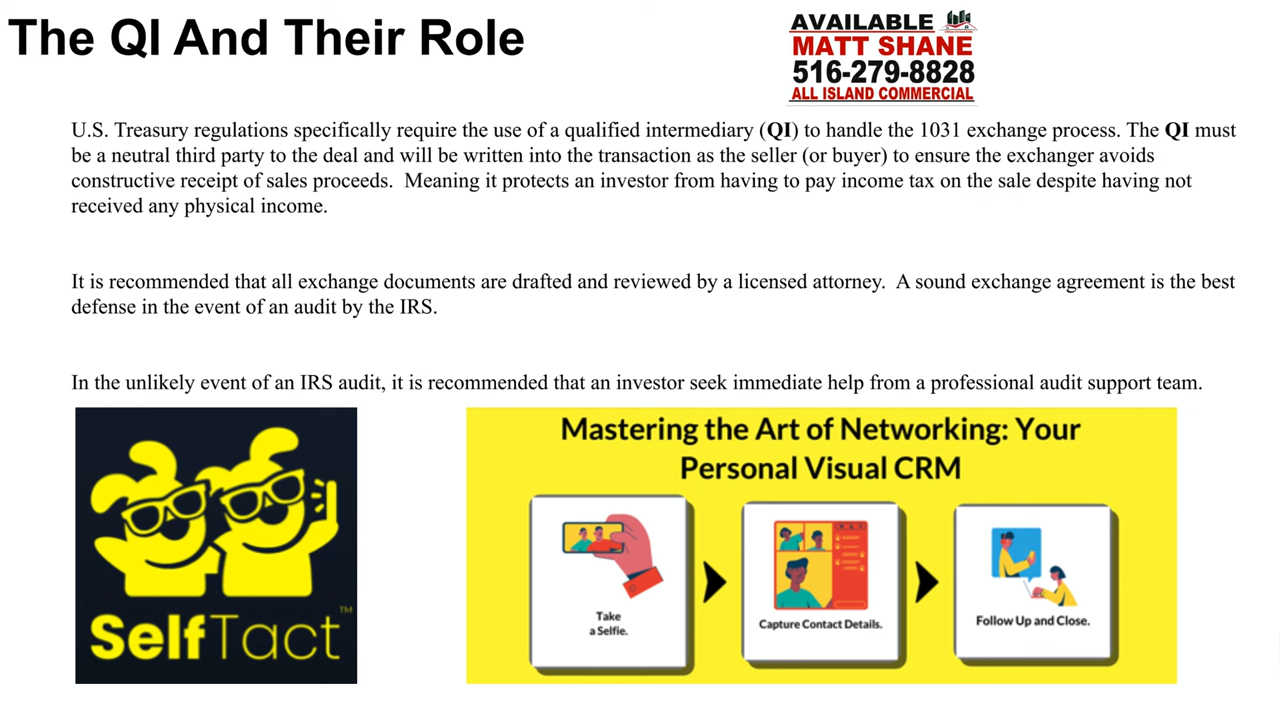 The QI And Their Role
AVAILABLE
MATT SHANE
516-279-8828
ALL ISLAND COMMERCIAL
U.S. Treasury regulations specifically require the use of a qualified intermediary (QI) to handle the 1031 exchange process. The QI must
be a neutral third party to the deal and will be written into the transaction as the seller (or buyer) to ensure the exchanger avoids
constructive receipt of sales proceeds.  Meaning it protects an investor from having to pay income tax on the sale despite having not
received any physical income.
It is recommended that all exchange documents are drafted and reviewed by a licensed attorney.  A sound exchange agreement is the best
defense in the event of an audit by the IRS.
In the unlikely event of an IRS audit, it is recommended that an investor seek immediate help from a professional audit support team.
SelfTact™
Mastering the Art of Networking: Your
Personal Visual CRM
Take
a Selfie.
Capture Contact Details.
Follow Up and Close.